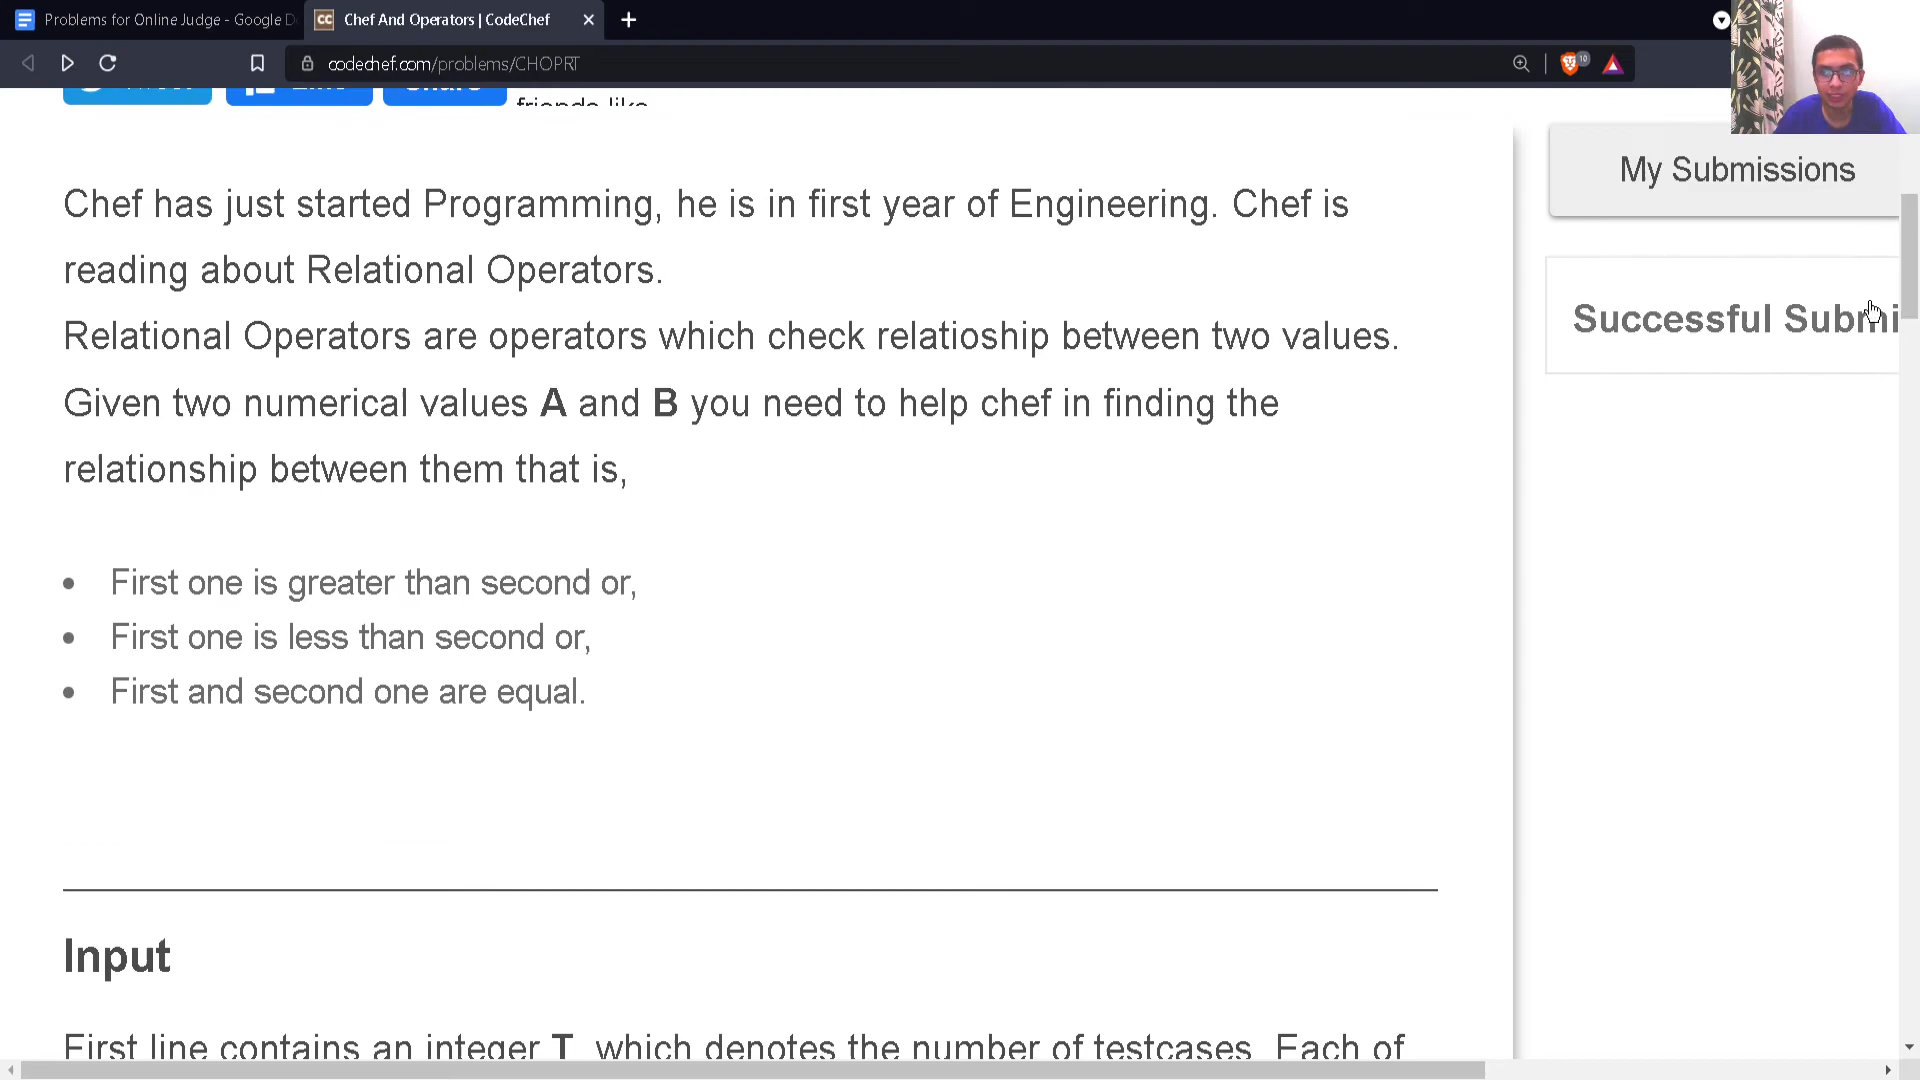 Problems for Online Judge - Google D
CC Chef And Operators | CodeChef
codechef.com/problems/CHOPRT
10
friends like
Chef has just started Programming, he is in first year of Engineering. Chef is
reading about Relational Operators.
Relational Operators are operators which check relatioship between two values.
Given two numerical values A and B you need to help chef in finding the
relationship between them that is,
• First one is greater than second or,
• First one is less than second or,
• First and second one are equal.
Input
First line contains an integer T, which denotes the number of testcases. Each of
My Submissions
Successful Submi